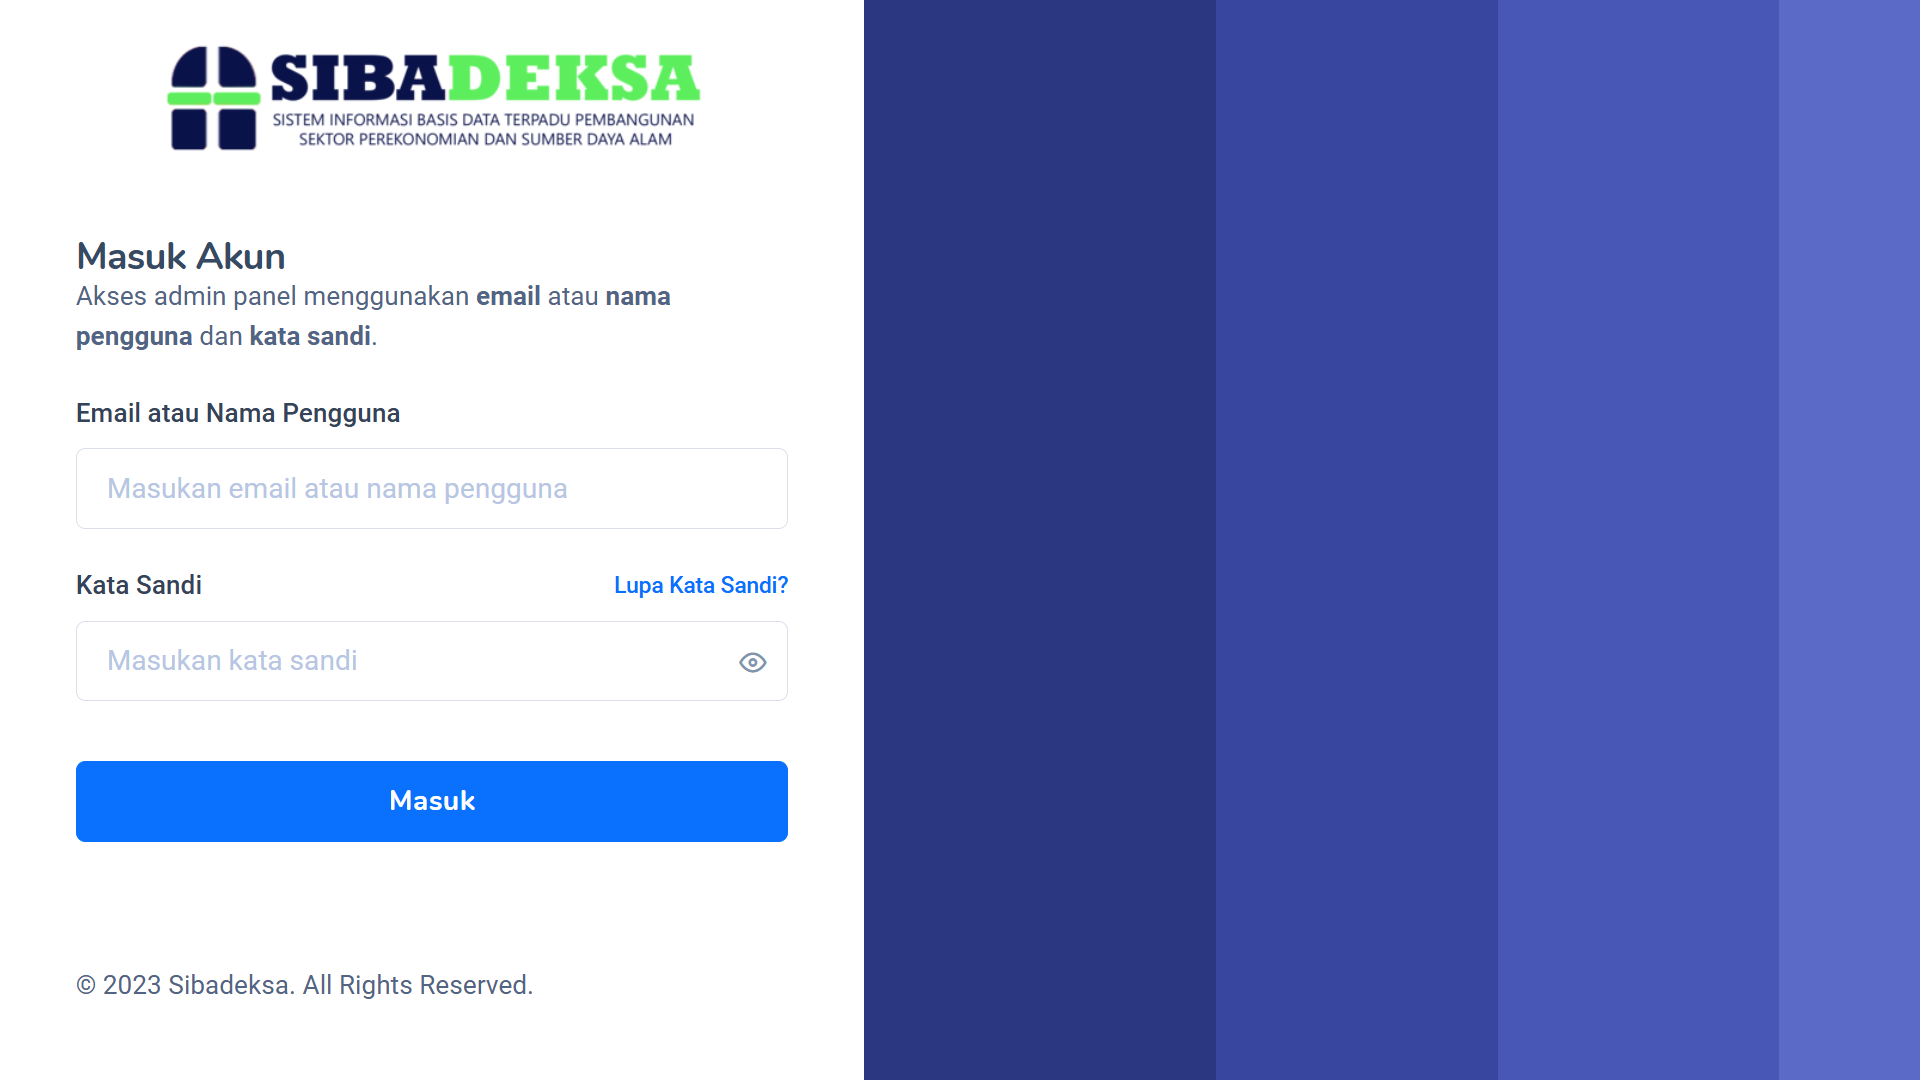 SIBADEKSA
SISTEM INFORMASI BASIS DATA TERPADU PEMBANGUNAN
SEKTOR PEREKONOMIAN DAN SUMBER DAYA ALAM
Masuk Akun
Akses admin panel menggunakan email atau nama
pengguna dan kata sandi.
Email atau Nama Pengguna
Masukan email atau nama pengguna
Kata Sandi
Lupa Kata Sandi?
Masukan kata sandi
Masuk
© 2023 Sibadeksa. All Rights Reserved.